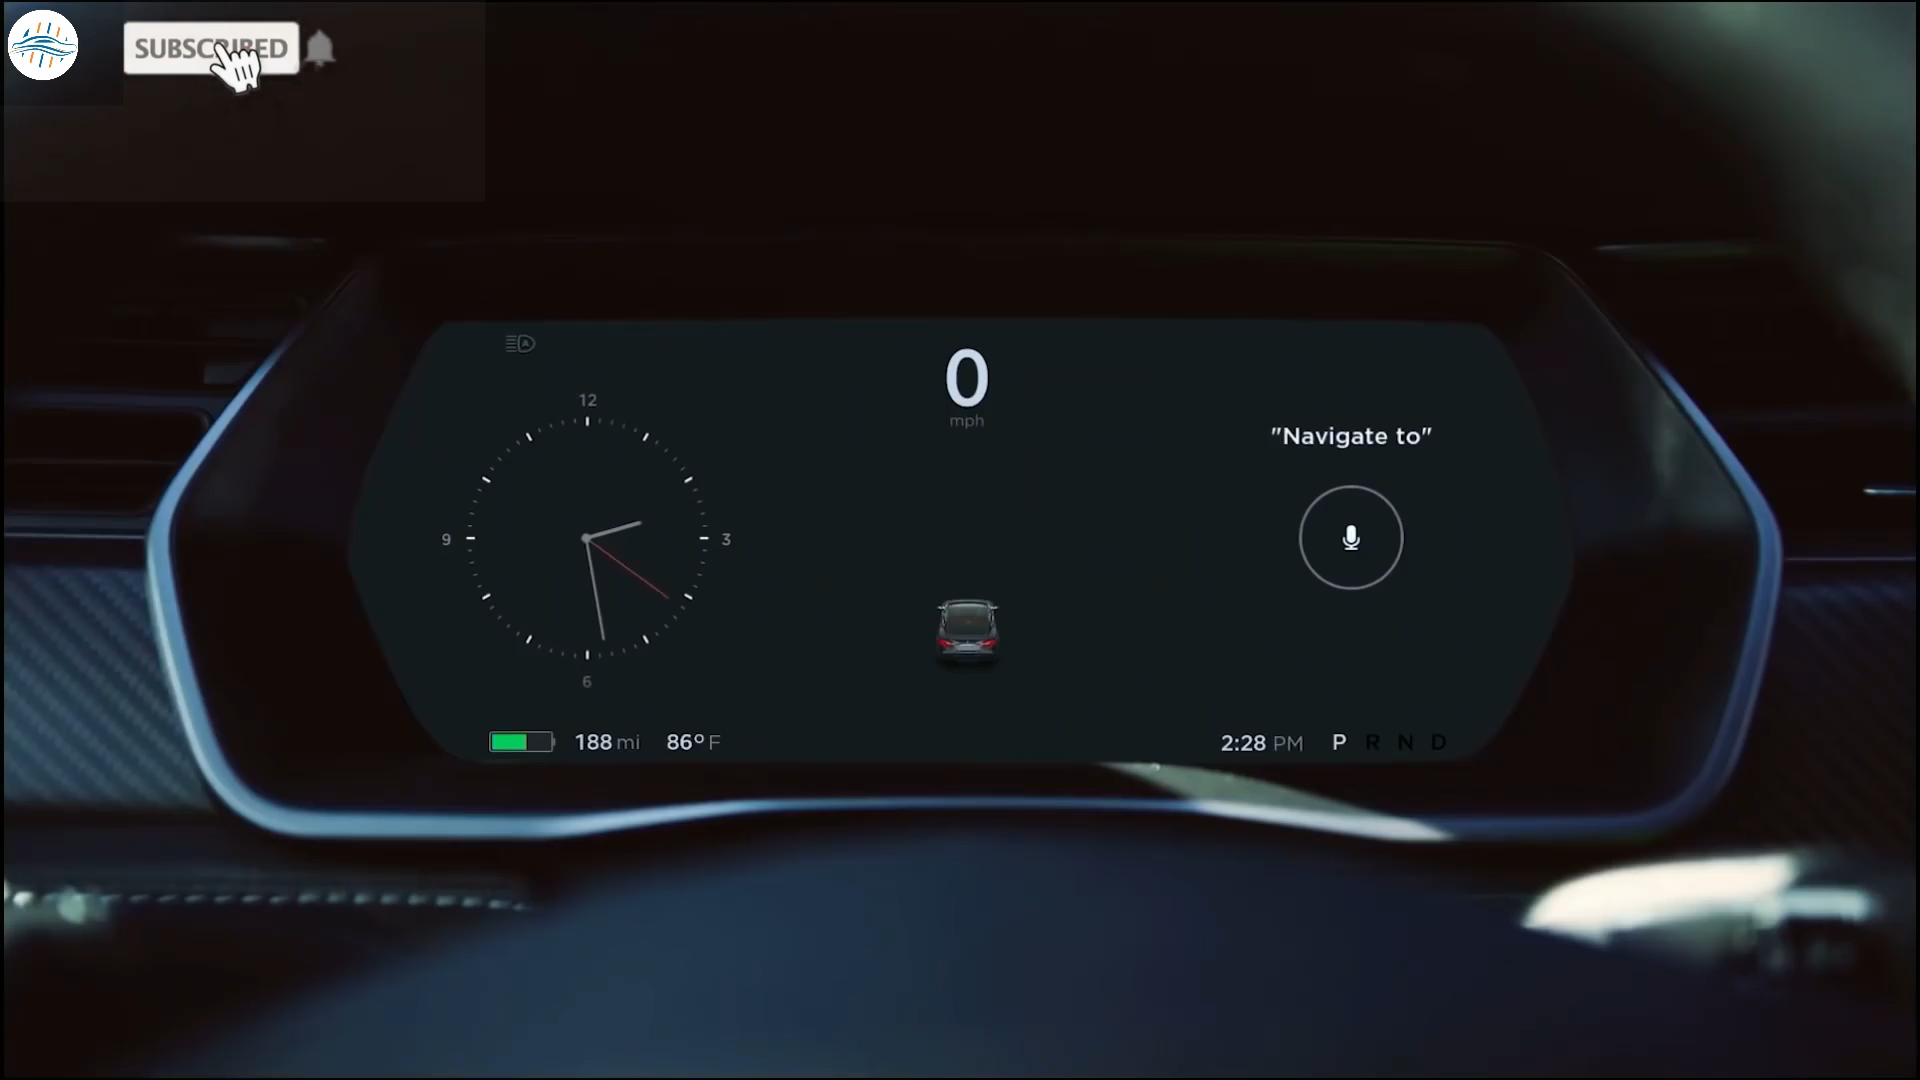 SUBSCRIBED
A
0
mph
12
9
3
6
"Navigate to"
188 mi 86° F
2:28 PM P R N D